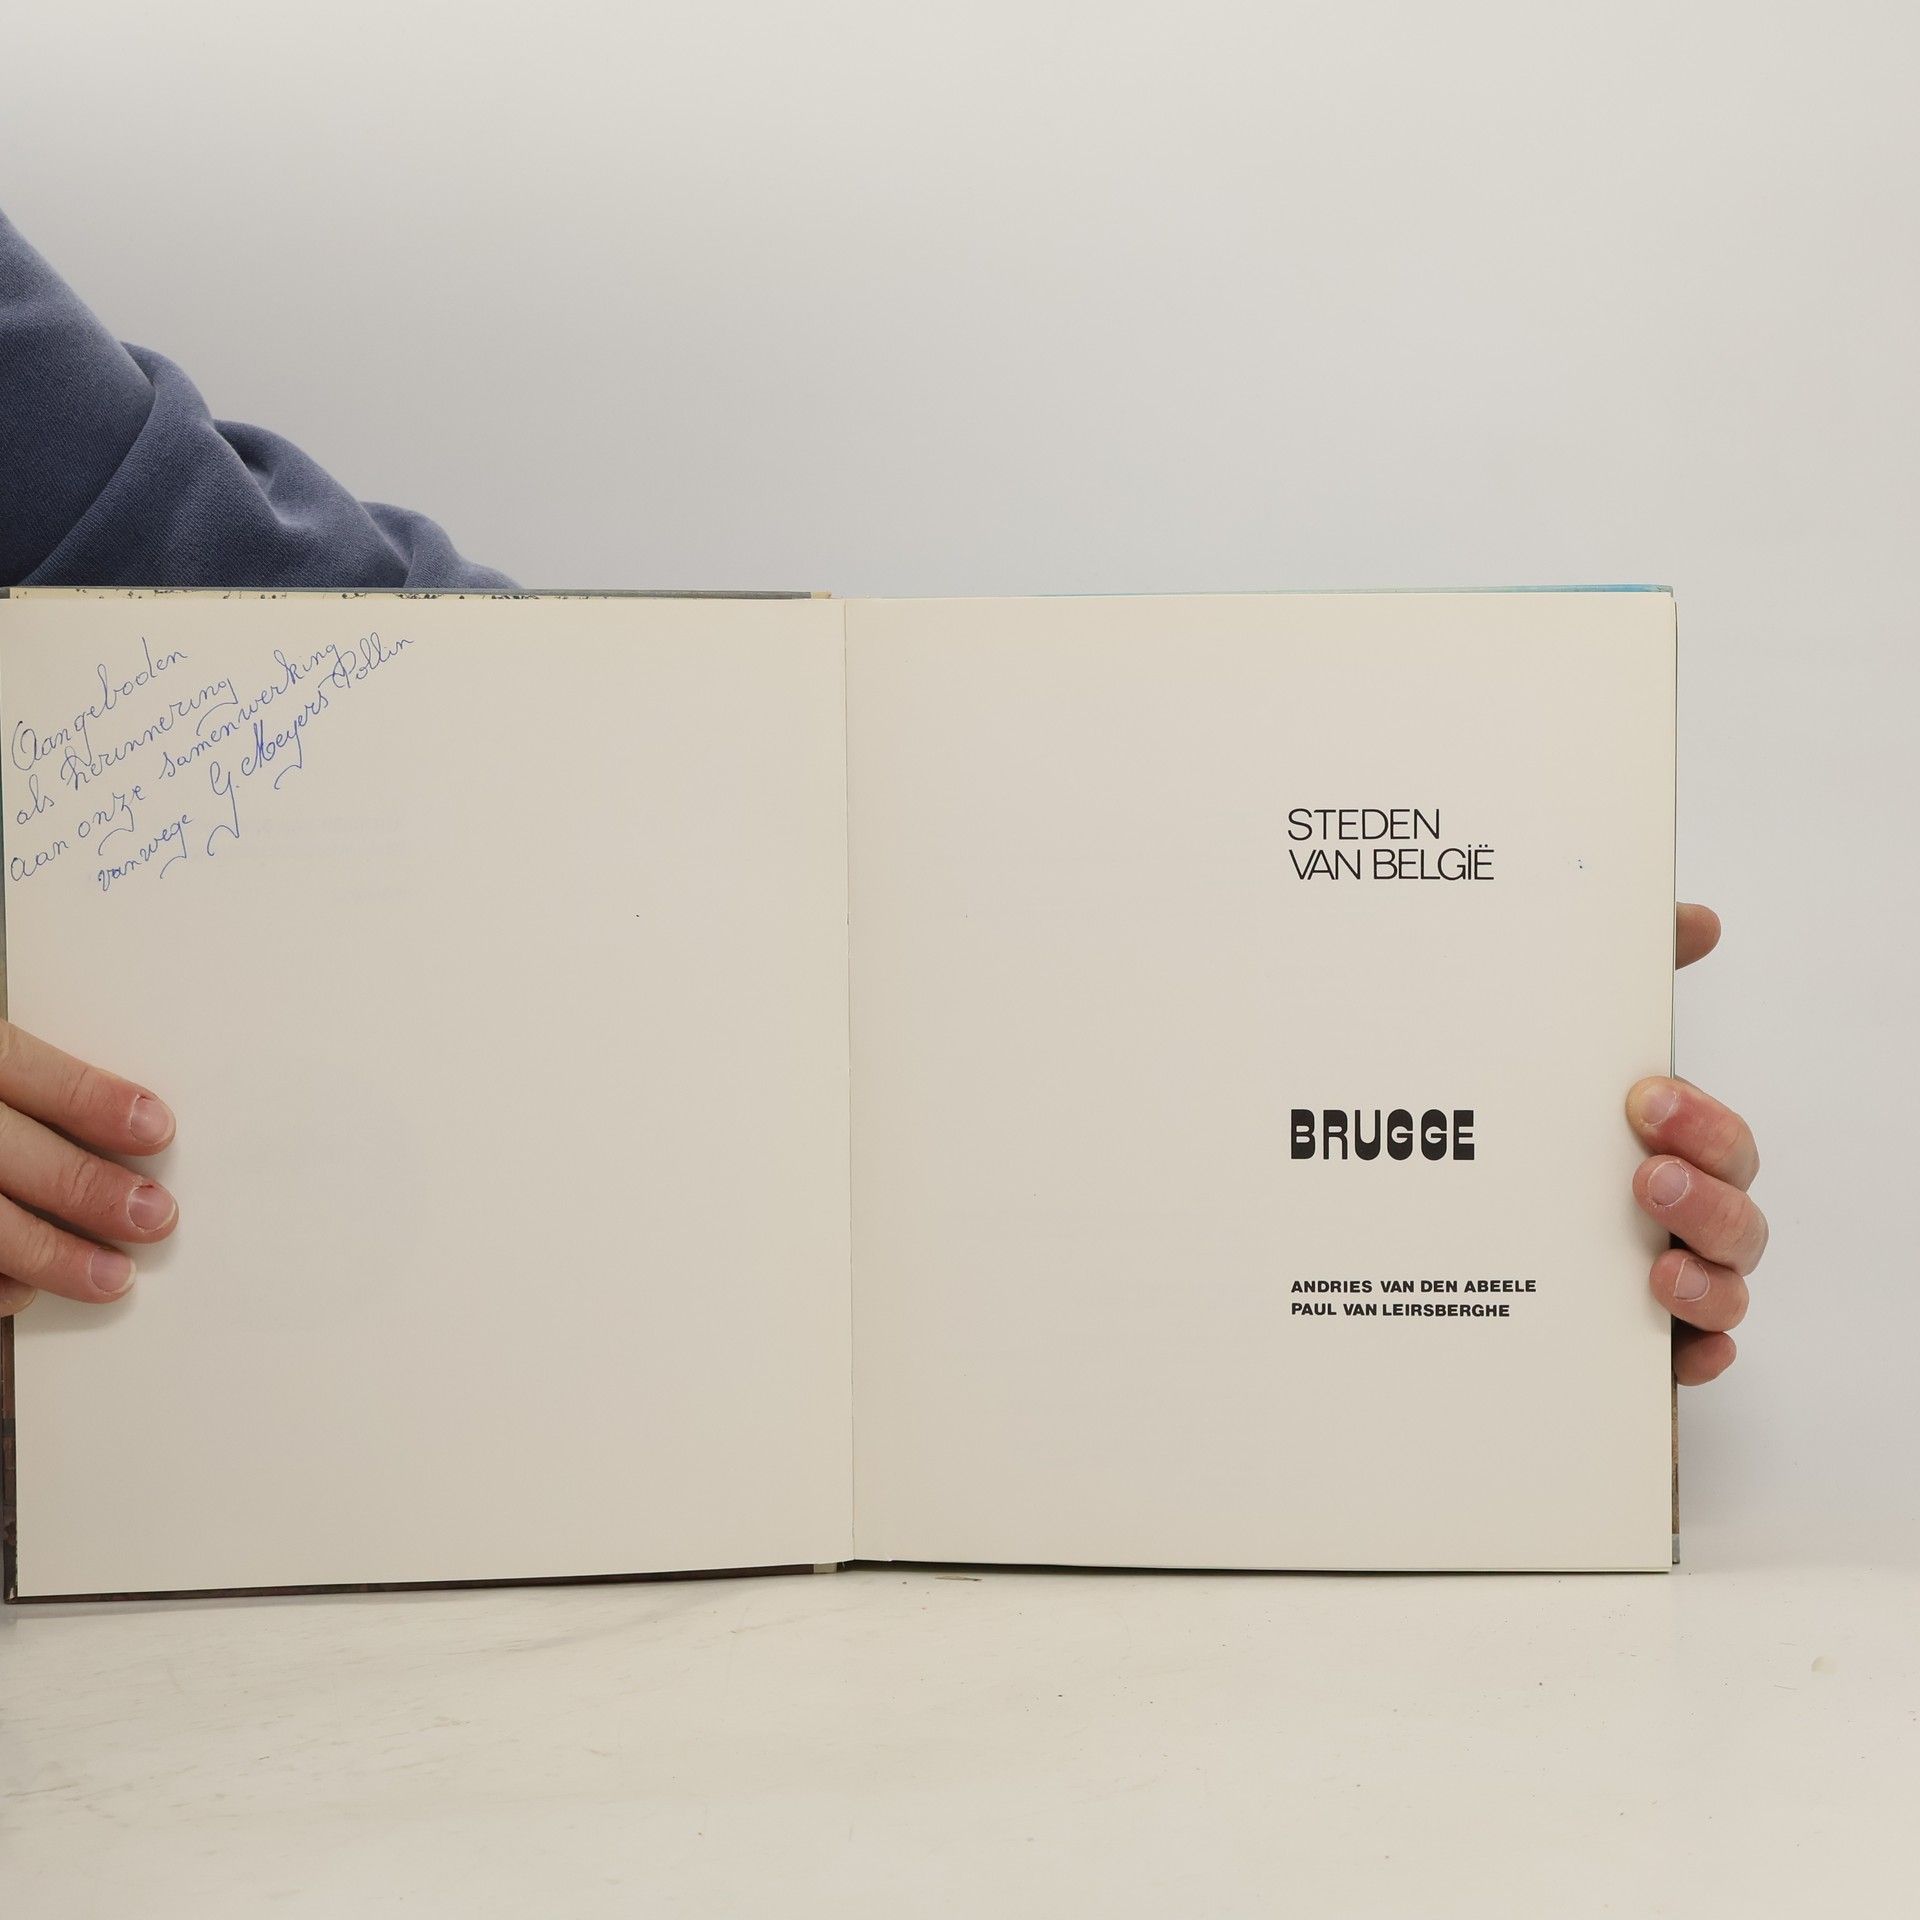 Aangeboden
als herinnering
aan onze samenwerking
vanwege G. Meyers Pollin
STEDEN
VAN BELGIË
BRUGGE
ANDRIES VAN DEN ABEELE
PAUL VAN LEIRSBERGHE